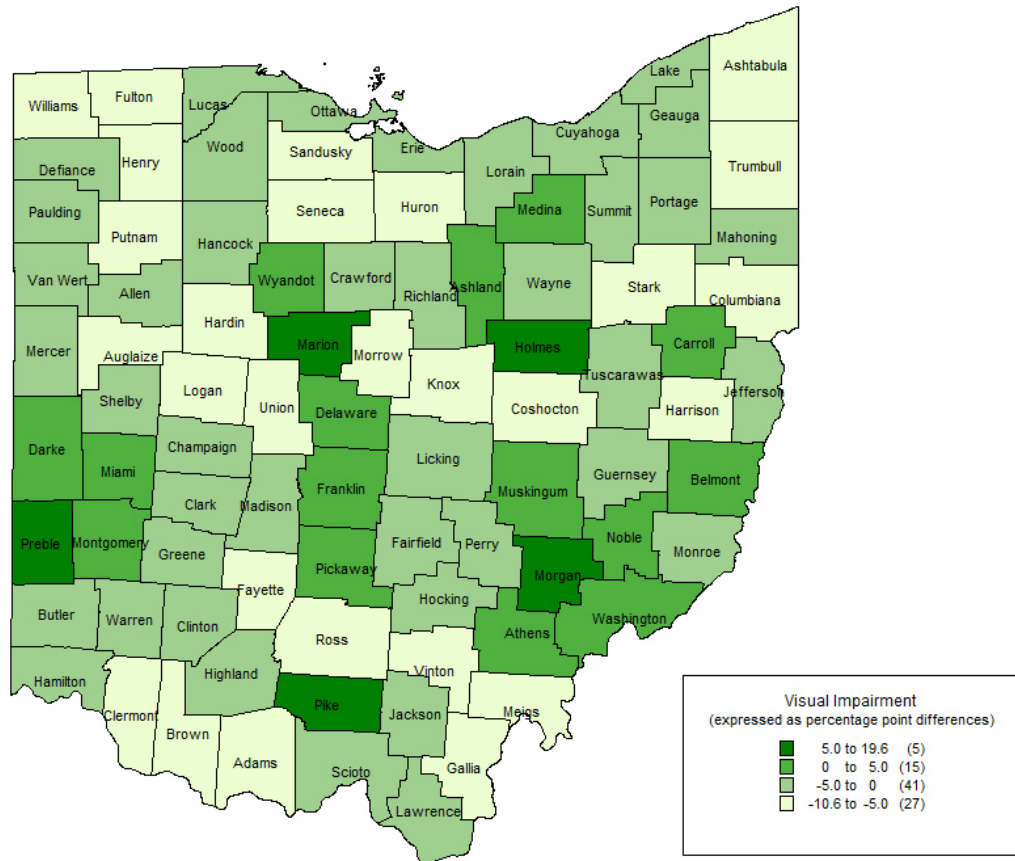 Ashtabula
Lake
Williams
Fulton
Lucas
Ottawa
Geauga
Cuyahoga
Wood
Erie
Henry
Sandusky
Trumbull
Defiance
Lorain
Portage
Paulding
Seneca
Huron
Medina
Summit
Putnam
Hancock
Mahoning
Van Wert
Wyandot
Crawford
Ashland
Wayne
Stark
Allen
Richland
Columbiana
Hardin
Mercer
Marion
Holmes
Carroll
Auglaize
Morrow
Tuscarawas
Logan
Knox
Jefferson
Shelby
Union
Delaware
Coshocton
Harrison
Champaign
Darke
Licking
Miami
Guernsey
Belmont
Franklin
Muskingum
Clark
Madison
Preble
Montgomery
Noble
Fairfield
Perry
Greene
Monroe
Pickaway
Morgan
Fayette
Hocking
Butler
Warren
Clinton
Washington
Athens
Ross
Highland
Vinton
Hamilton
Pike
Jackson
Meigs
Clermont
Brown
Adams
Gallia
Scioto
Lawrence
Visual Impairment
(expressed as percentage point differences)
5.0 to 19.6 (5)
0 to 5.0 (15)
-5.0 to 0 (41)
-10.6 to -5.0 (27)